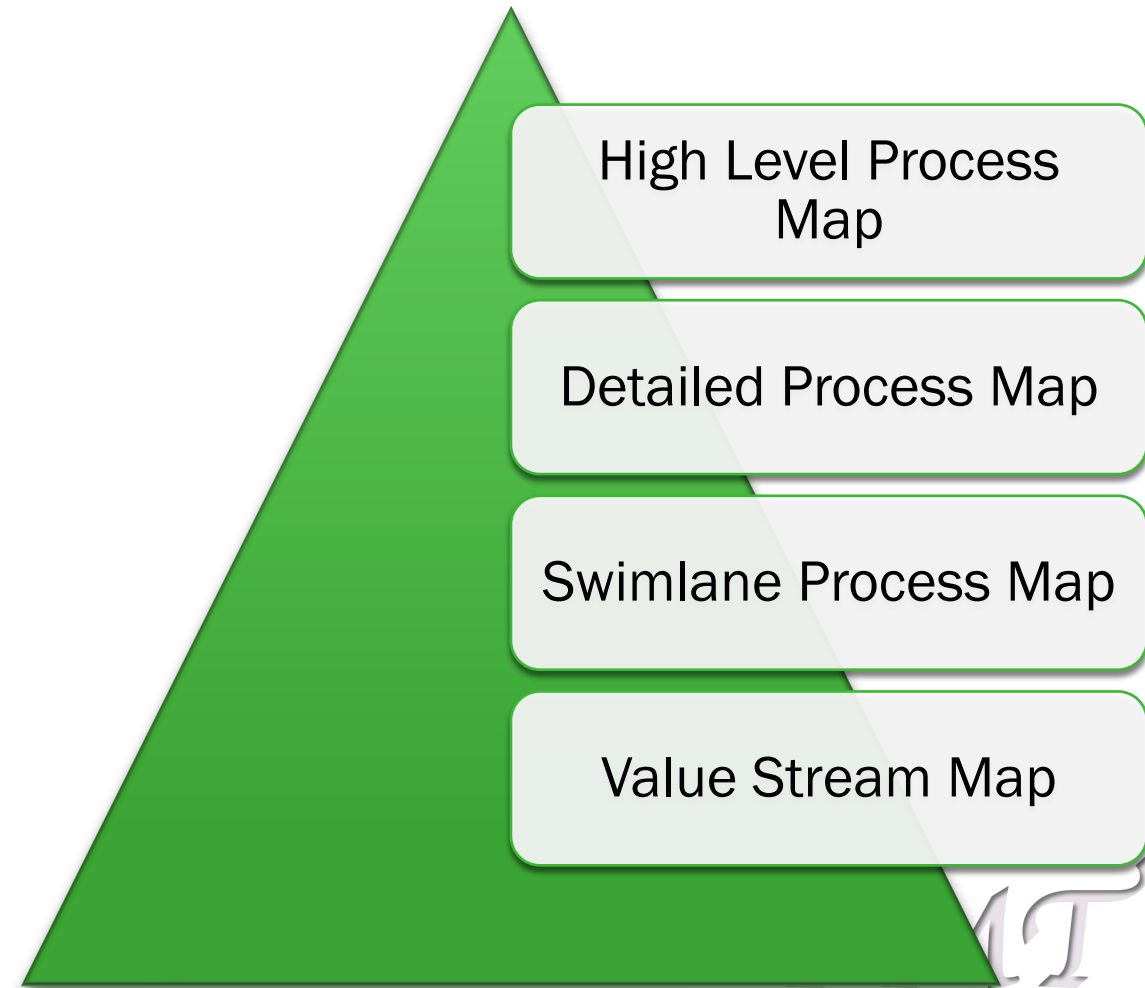 High Level Process
Map
Detailed Process Map
Swimlane Process Map
Value Stream Map